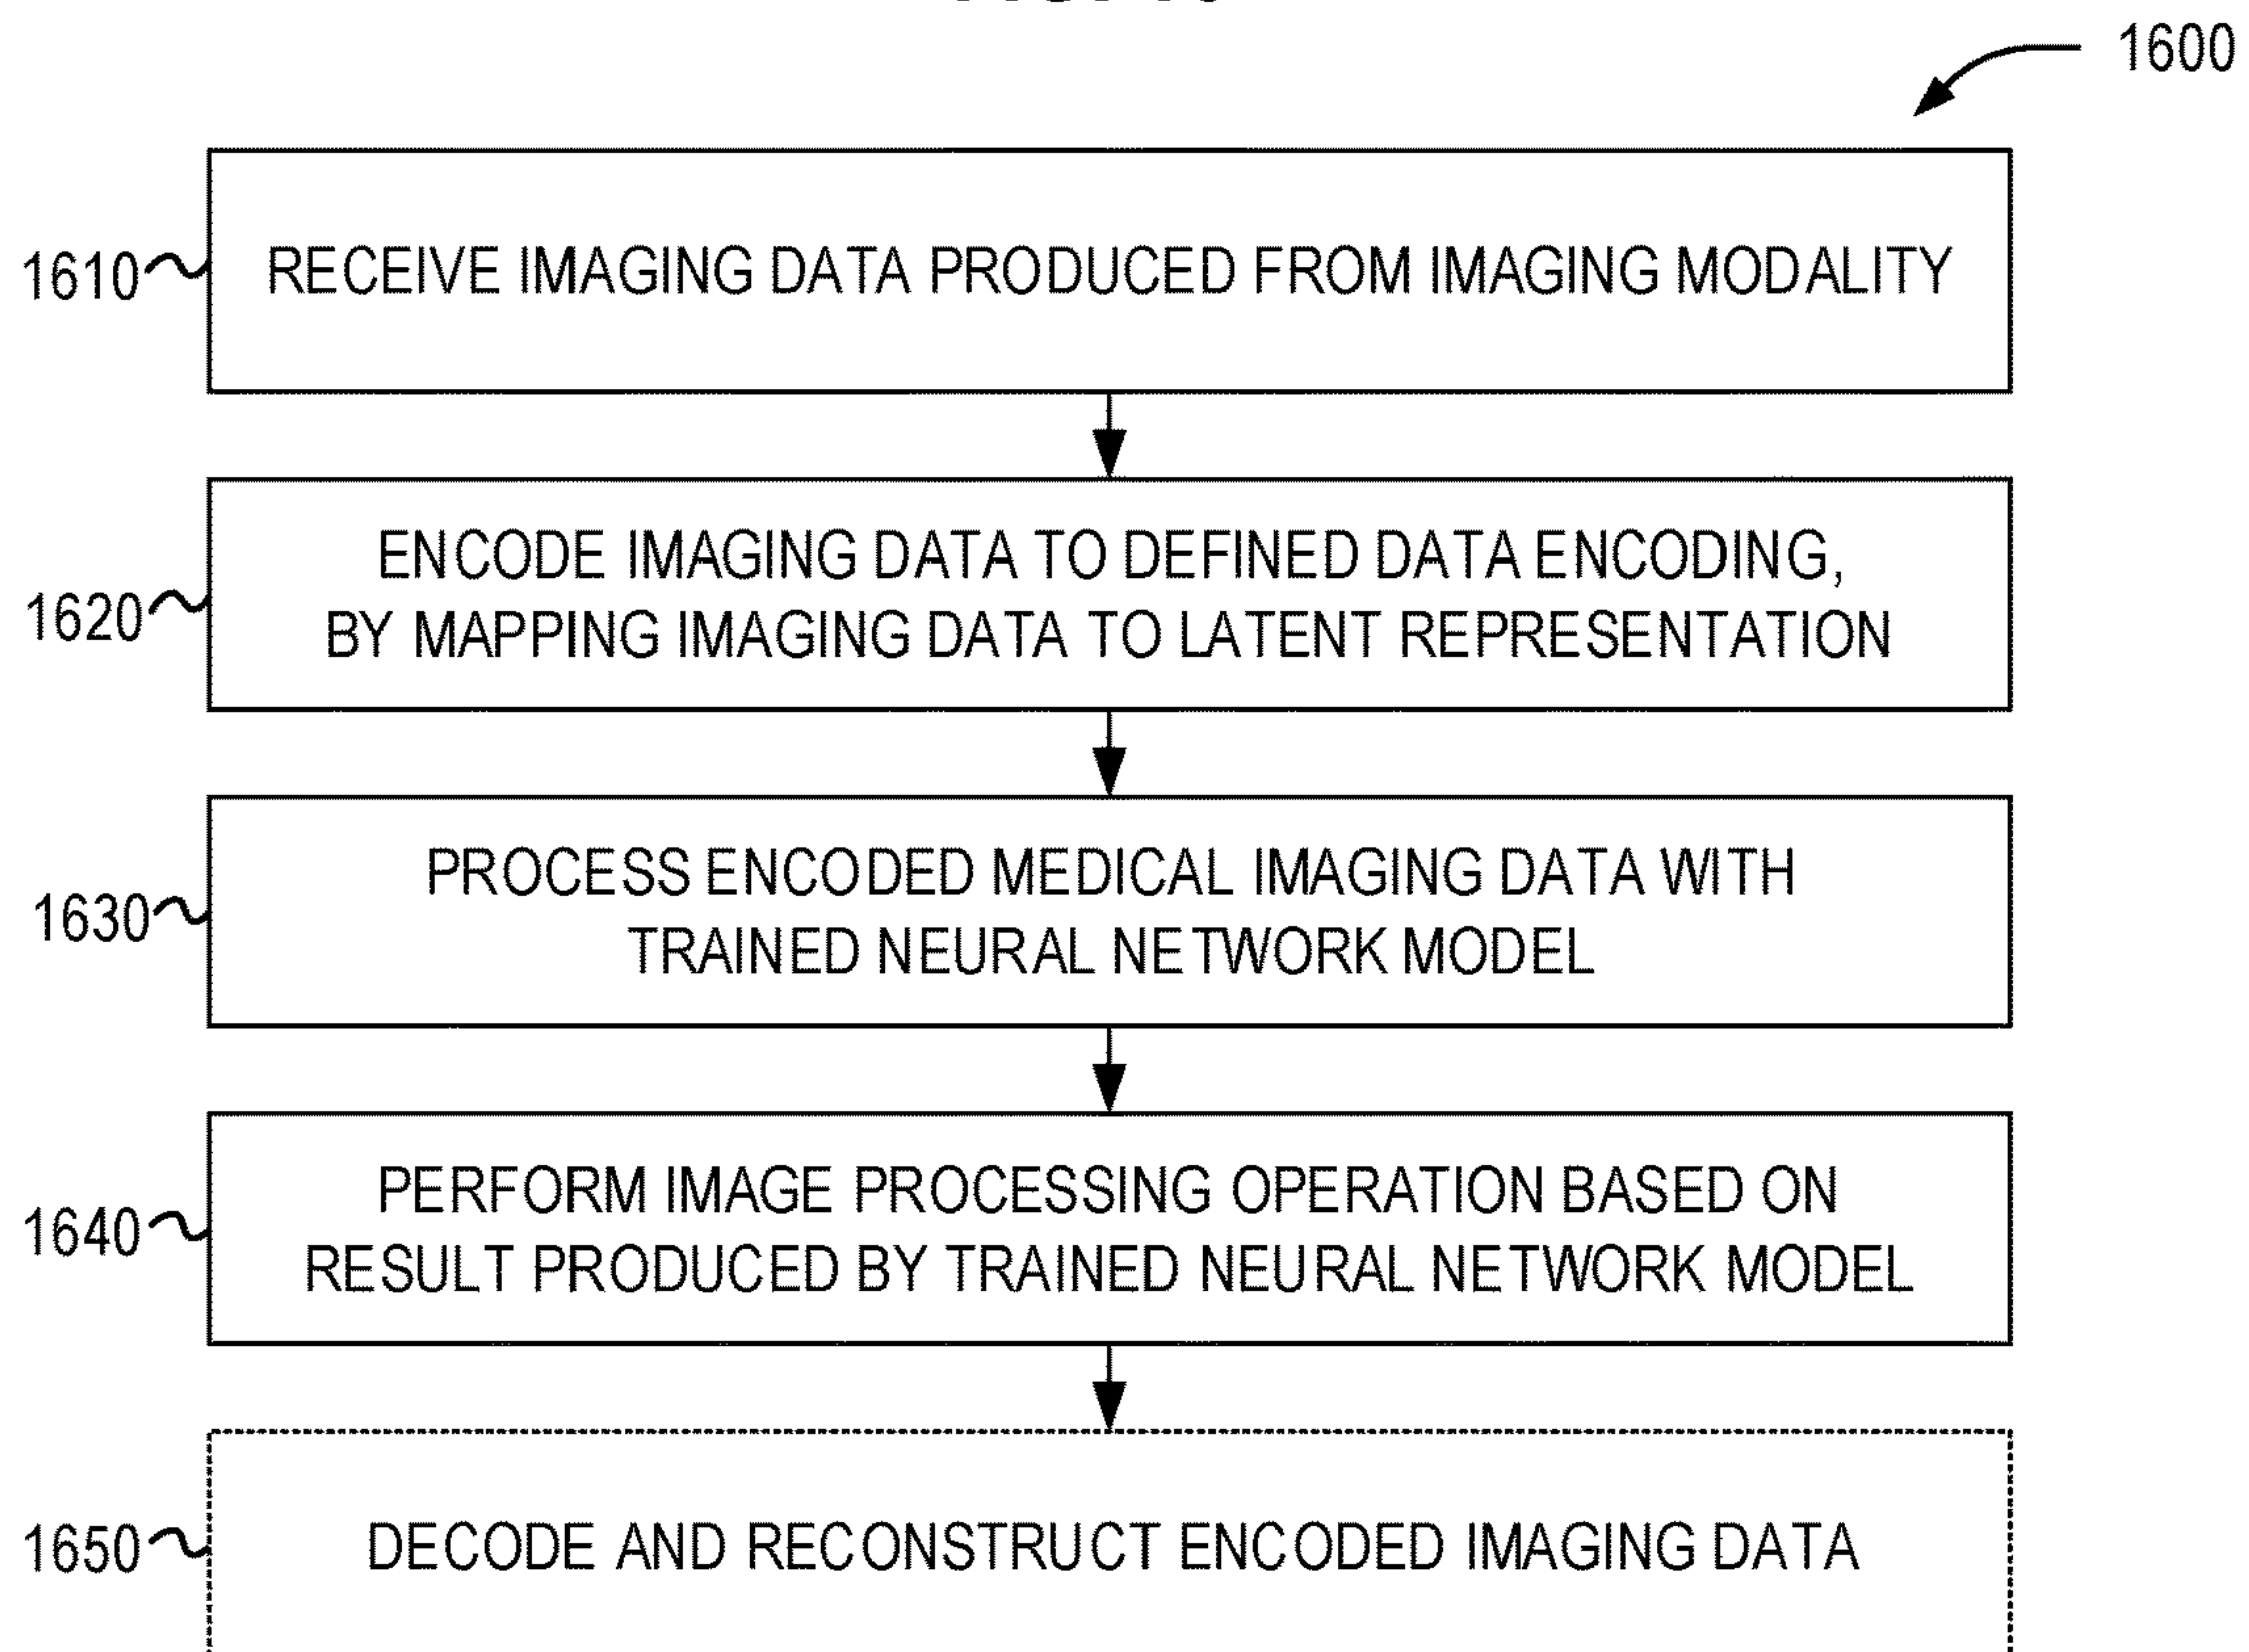 1600
1610
RECEIVE IMAGING DATA PRODUCED FROM IMAGING MODALITY
1620
ENCODE IMAGING DATA TO DEFINED DATA ENCODING,
BY MAPPING IMAGING DATA TO LATENT REPRESENTATION
1630
PROCESS ENCODED MEDICAL IMAGING DATA WITH
TRAINED NEURAL NETWORK MODEL
1640
PERFORM IMAGE PROCESSING OPERATION BASED ON
RESULT PRODUCED BY TRAINED NEURAL NETWORK MODEL
1650
DECODE AND RECONSTRUCT ENCODED IMAGING DATA